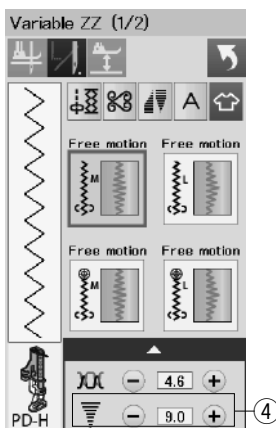 Variable ZZ (1/2)
A
Free motion Free motion
M L
Free motion Free motion
M L
4.6
9.0
④
PD-H